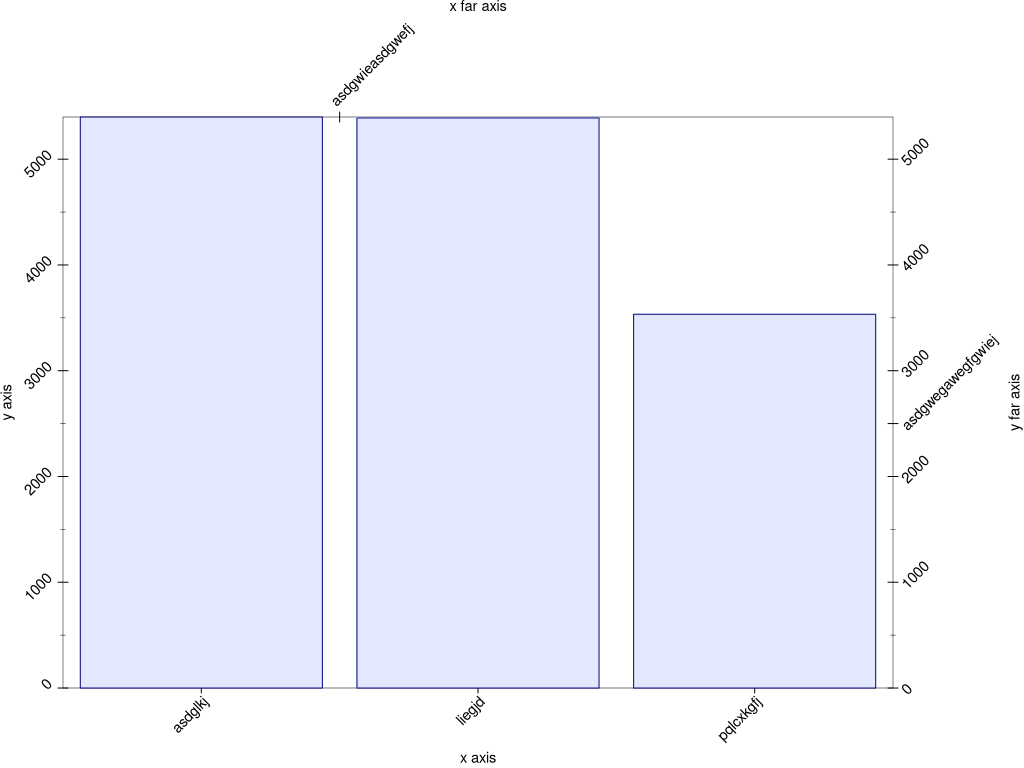 x far axis
asdgwieasdgwefj
5000
4000
3000
2000
1000
0
y axis
5000
4000
3000
asdgwegawegfgwiej
2000
1000
0
y far axis
asdglkj
liegjd
pqlcxkgfj
x axis